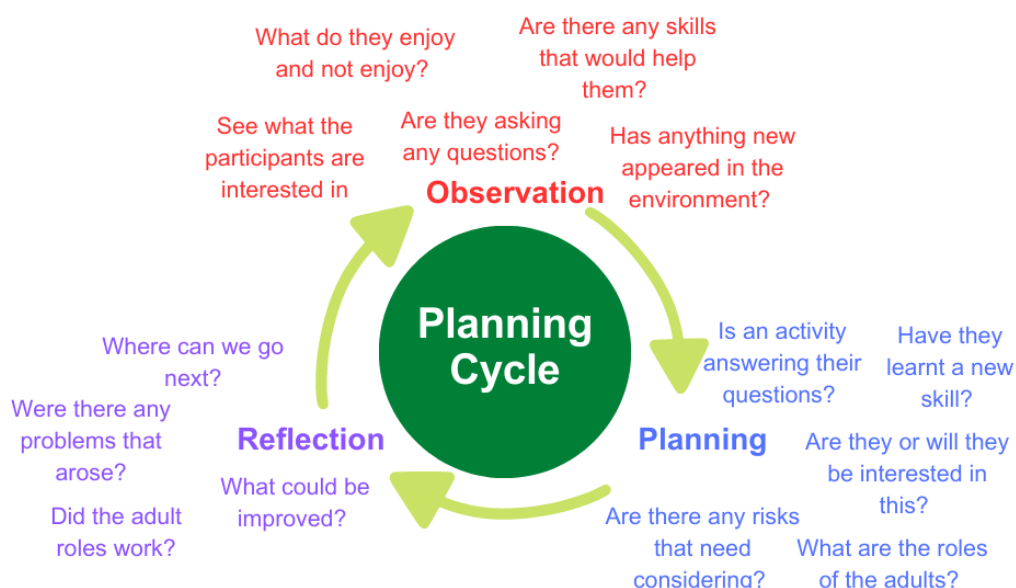 What do they enjoy
and not enjoy?
Are there any skills
that would help
them?
See what the
participants are
interested in
Are they asking
any questions?
Has anything new
appeared in the
environment?
Observation
Planning
Cycle
Is an activity
answering their
questions?
Have they
learnt a new
skill?
Planning
Are they or will they
be interested in
this?
Are there any risks
that need
considering?
What are the roles
of the adults?
Where can we go
next?
Were there any
problems that
arose?
Reflection
What could be
improved?
Did the adult
roles work?